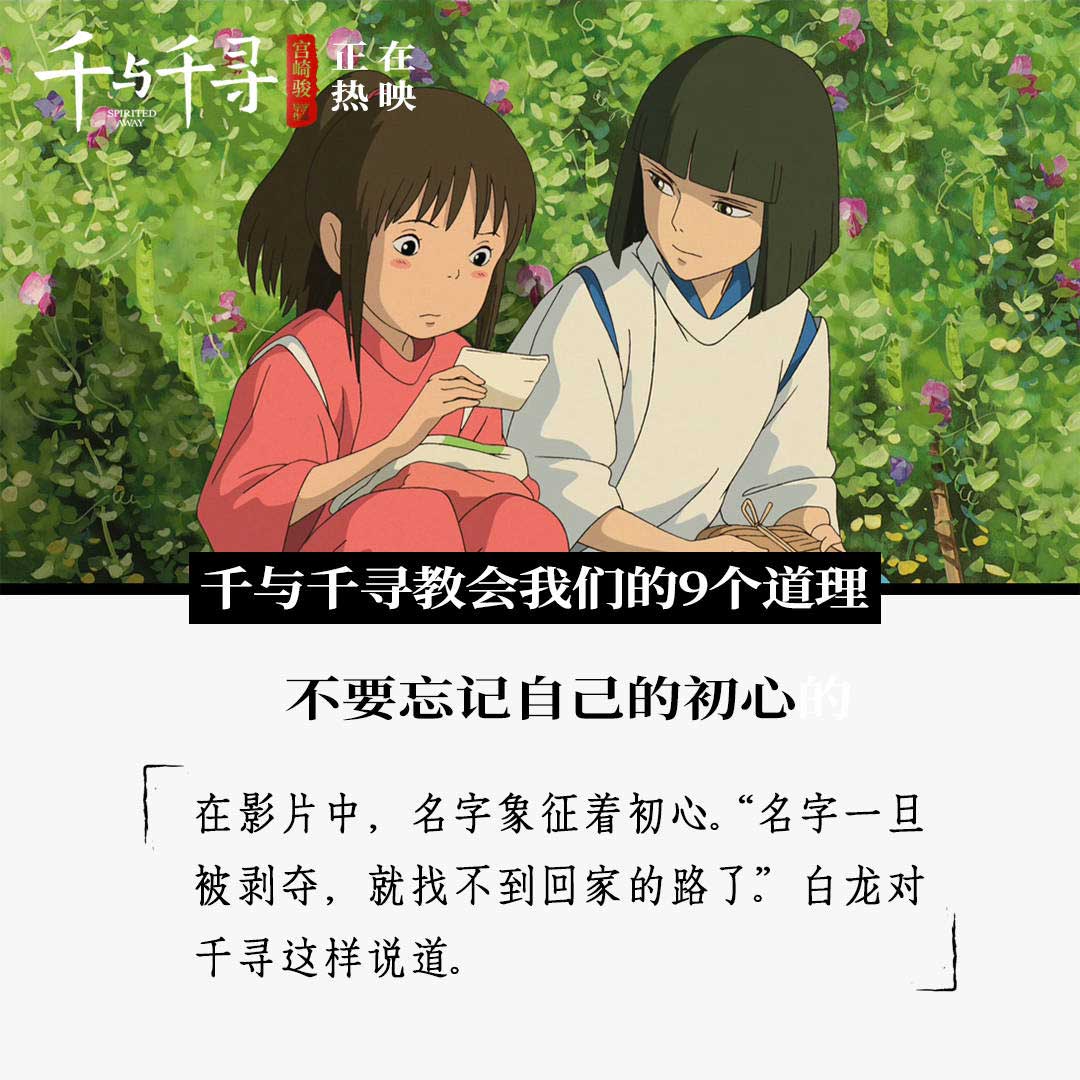 千与千寻
SPIRITED
AWAY
宫崎骏
正在
热映
千与千寻教会我们的9个道理
不要忘记自己的初心的
在影片中，名字象征着初心。“名字一旦
被剥夺，就找不到回家的路了。”白龙对
千寻这样说道。